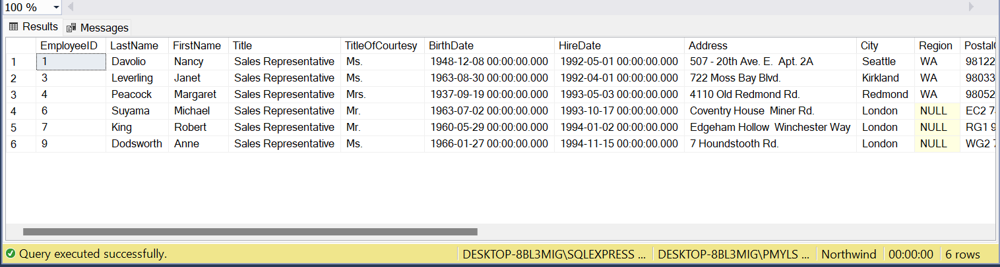 100 %
Results Messages
EmployeeID LastName FirstName Title TitleOfCourtesy BirthDate HireDate Address City Region
1 1 Davolio Nancy Sales Representative Ms. 1948-12-08 00:00:00.000 1992-05-01 00:00:00.000 507 - 20th Ave. E.  Apt. 2A Seattle WA 98122
2 3 Leverling Janet Sales Representative Ms. 1963-08-30 00:00:00.000 1992-04-01 00:00:00.000 722 Moss Bay Blvd. Kirkland WA 98033
3 4 Peacock Margaret Sales Representative Mrs. 1937-09-19 00:00:00.000 1993-05-03 00:00:00.000 4110 Old Redmond Rd. Redmond WA 98052
4 6 Suyama Michael Sales Representative Mr. 1963-07-02 00:00:00.000 1993-10-17 00:00:00.000 Coventry House  Miner Rd. London NULL EC2
5 7 King Robert Sales Representative Mr. 1960-05-29 00:00:00.000 1994-01-02 00:00:00.000 Edgeham Hollow  Winchester Way London NULL RG1
6 9 Dodsworth Anne Sales Representative Ms. 1966-01-27 00:00:00.000 1994-11-15 00:00:00.000 7 Houndstooth Rd. London NULL WG2
Query executed successfully. DESKTOP-8BL3MIG\SQLEXPRESS ... DESKTOP-8BL3MIG\PMYLS ... Northwind 00:00:00 6 rows